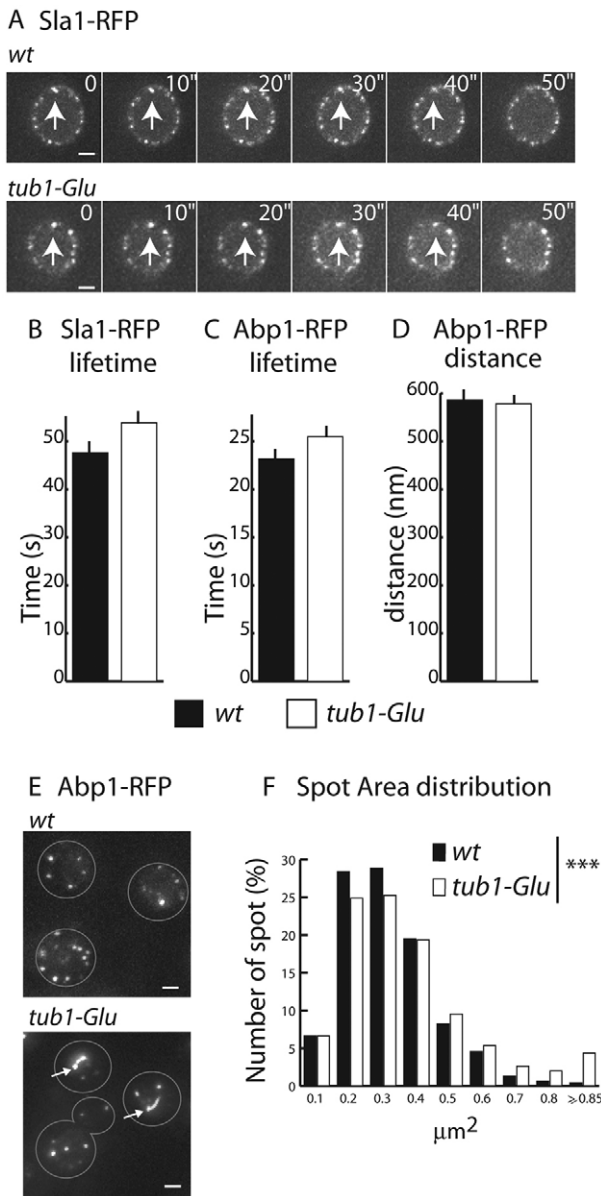 A Sla1-RFP
wt
0 10" 20" 30" 40" 50"
tub1-Glu
0 10" 20" 30" 40" 50"
B Sla1-RFP
lifetime
Time (s)
50
40
30
20
10
0
C Abp1-RFP
lifetime
Time (s)
25
20
15
10
5
0
D Abp1-RFP
distance
distance (nm)
600
500
400
300
200
100
0
wt
tub1-Glu
E Abp1-RFP
wt
tub1-Glu
F Spot Area distribution
wt
tub1-Glu
***
Number of spot (%)
30
25
20
15
10
5
0
0.1 0.2 0.3 0.4 0.5 0.6 0.7 0.8 ⩾0.85
µm²